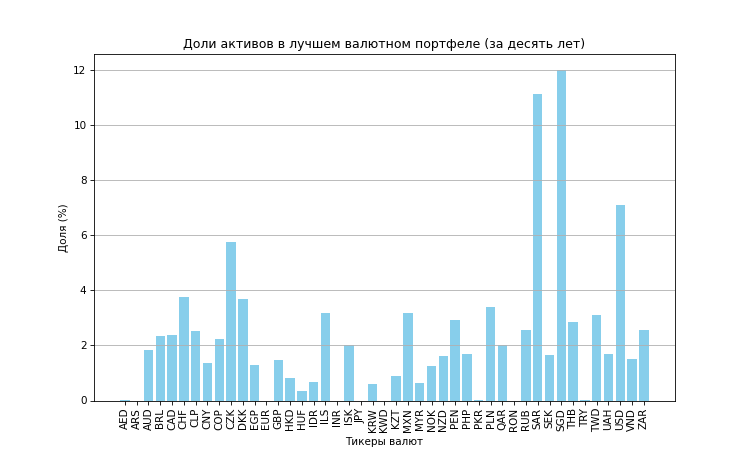 Доли активов в лучшем валютном портфеле (за десять лет)
12
10
8
6
4
2
0
Доля (%)
AED ARS AUD BRL CAD CHF CLP CNY COP CZK DKK EGP EUR GBP HKD HUF IDR ILS INR ISK JPY KRW KWD KZT MXN MYR NOK NZD PEN PHP PKR PLN QAR RON RUB SAR SEK SGD THB TRY TWD UAH USD VND ZAR
Тикеры валют